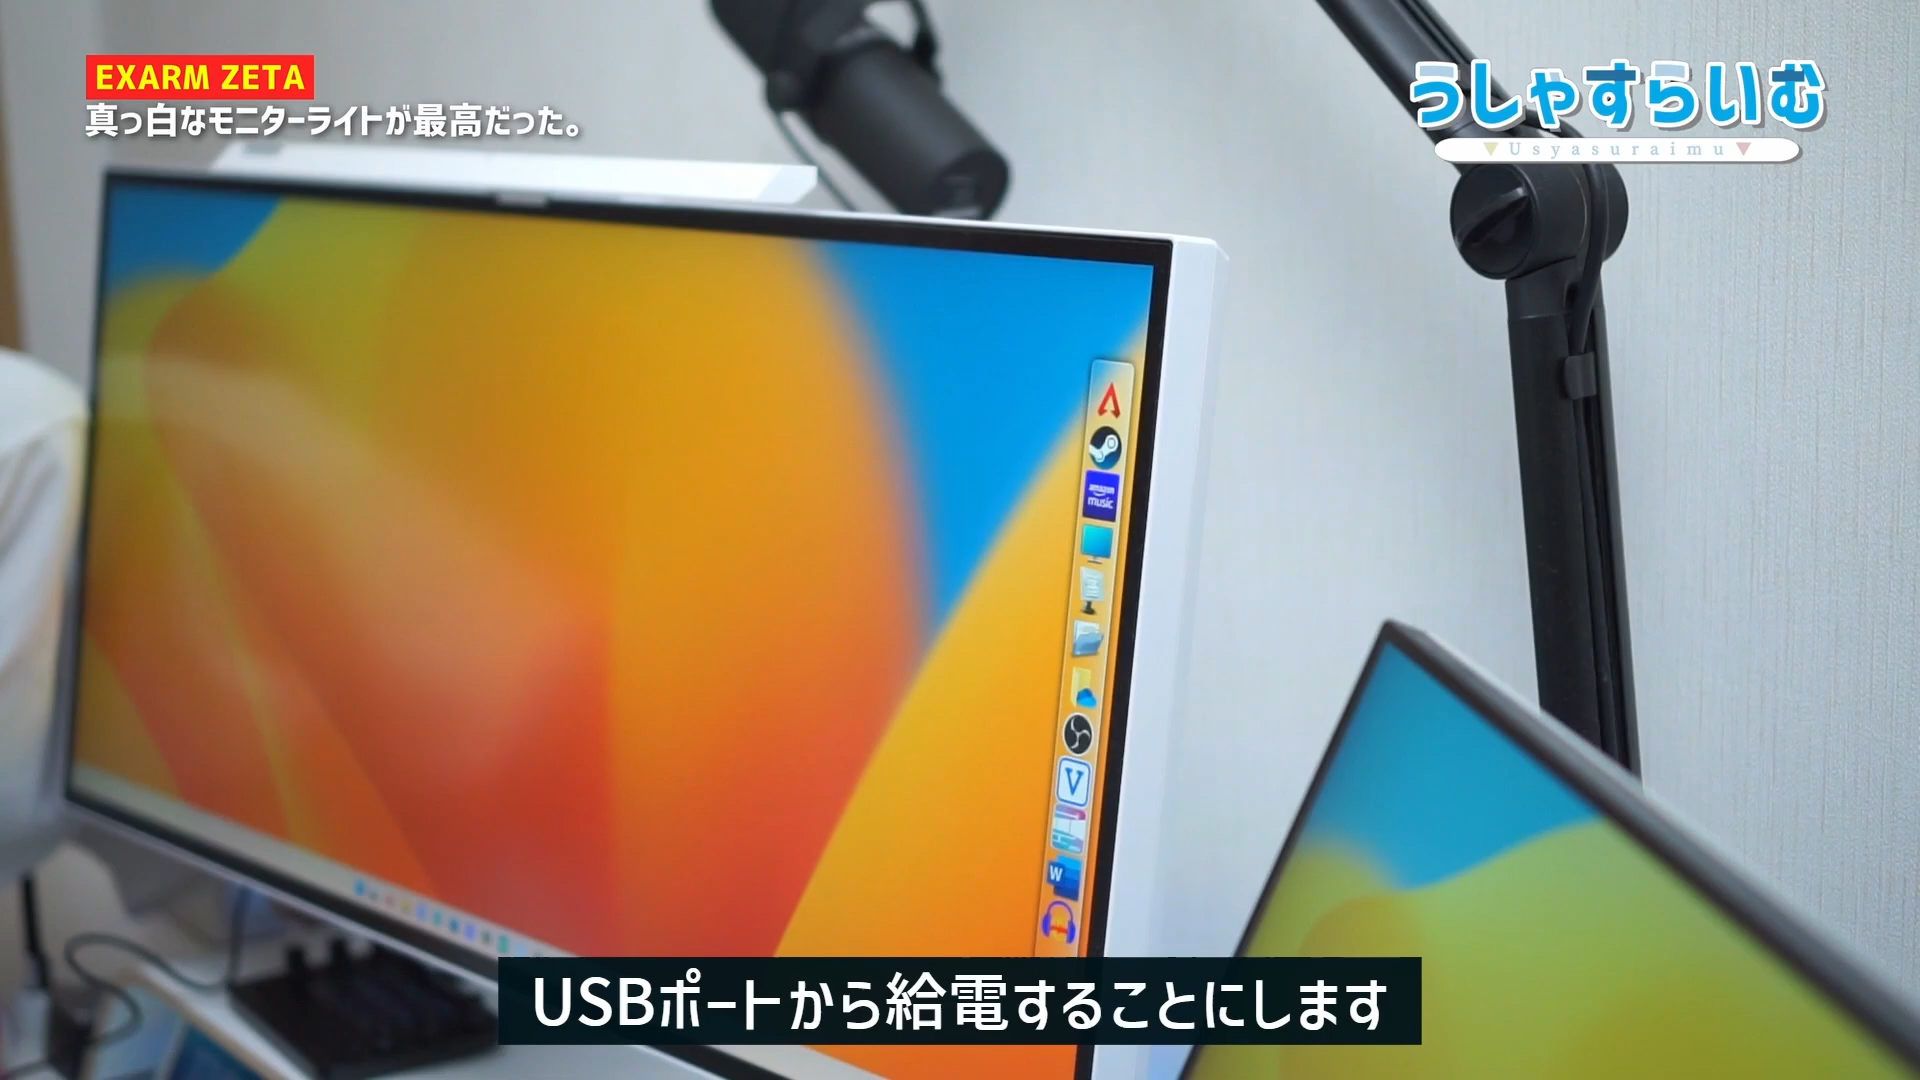 EXARM ZETA
真っ白なモニターライトが最高だった。
うしゃすらいむ
Usyasuraimu
amazon
music
V
W
USBポートから給電することにします